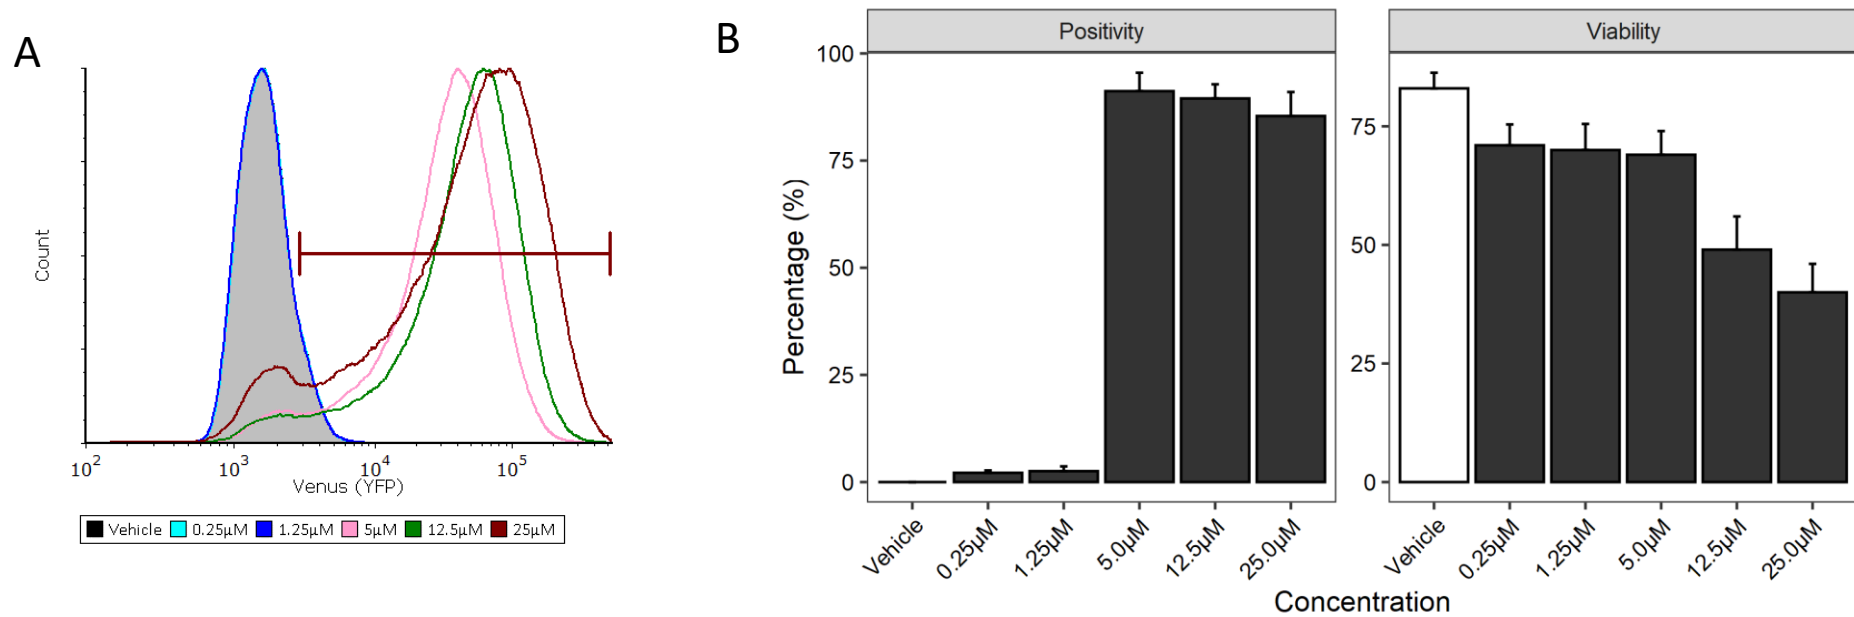 A
Count
10² 10³ 10⁴ 10⁵
Venus (YFP)
Vehicle 0.25µM 1.25µM 5µM 12.5µM 25µM
B
Positivity
Viability
Percentage (%)
100
75
50
25
0
75
50
25
0
Vehicle 0.25µM 1.25µM 5.0µM 12.5µM 25.0µM
Vehicle 0.25µM 1.25µM 5.0µM 12.5µM 25.0µM
Concentration